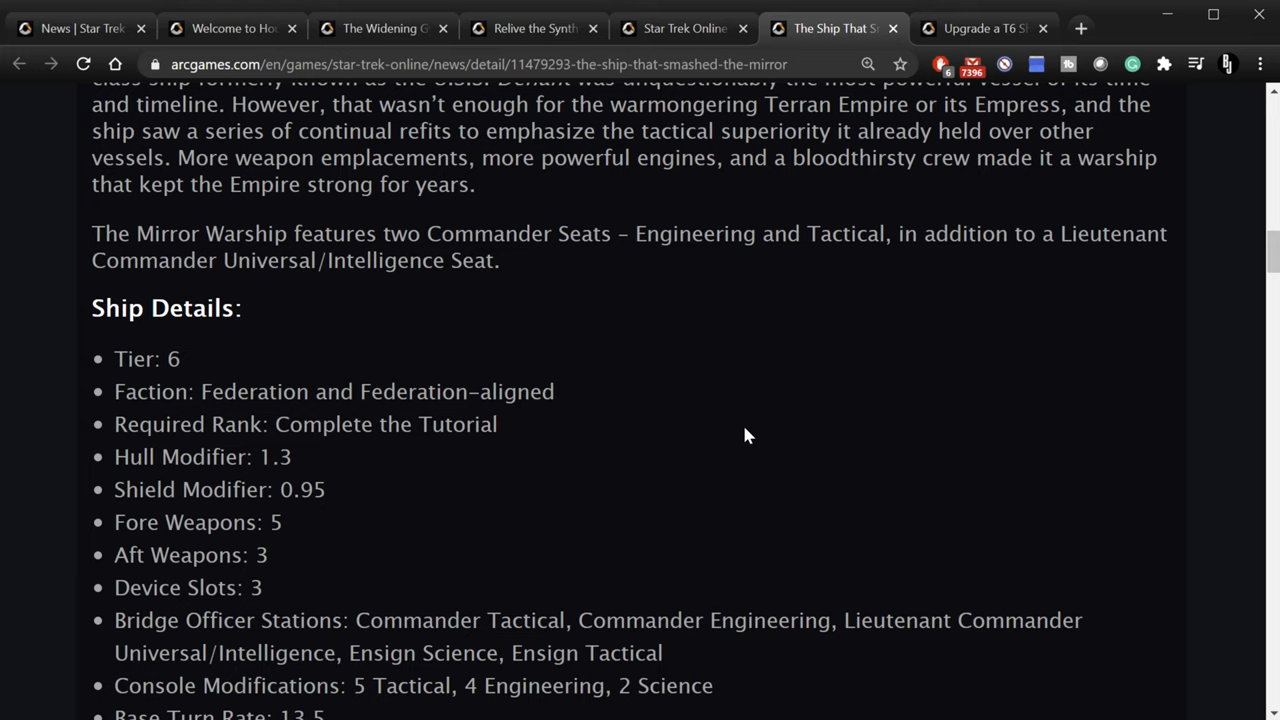 News | Star Trek
Welcome to Hou
The Widening G
Relive the Synth
Star Trek Online
The Ship That Sm
Upgrade a T6 Sh
arcgames.com/en/games/star-trek-online/news/detail/11479293-the-ship-that-smashed-the-mirror
6
7396
class ship formerly known as the U.S.S. Defiant was unquestionably the most powerful vessel of its time
and timeline. However, that wasn’t enough for the warmongering Terran Empire or its Empress, and the
ship saw a series of continual refits to emphasize the tactical superiority it already held over other
vessels. More weapon emplacements, more powerful engines, and a bloodthirsty crew made it a warship
that kept the Empire strong for years.
The Mirror Warship features two Commander Seats – Engineering and Tactical, in addition to a Lieutenant
Commander Universal/Intelligence Seat.
Ship Details:
Tier: 6
Faction: Federation and Federation-aligned
Required Rank: Complete the Tutorial
Hull Modifier: 1.3
Shield Modifier: 0.95
Fore Weapons: 5
Aft Weapons: 3
Device Slots: 3
Bridge Officer Stations: Commander Tactical, Commander Engineering, Lieutenant Commander
Universal/Intelligence, Ensign Science, Ensign Tactical
Console Modifications: 5 Tactical, 4 Engineering, 2 Science
Base Turn Rate: 13.5